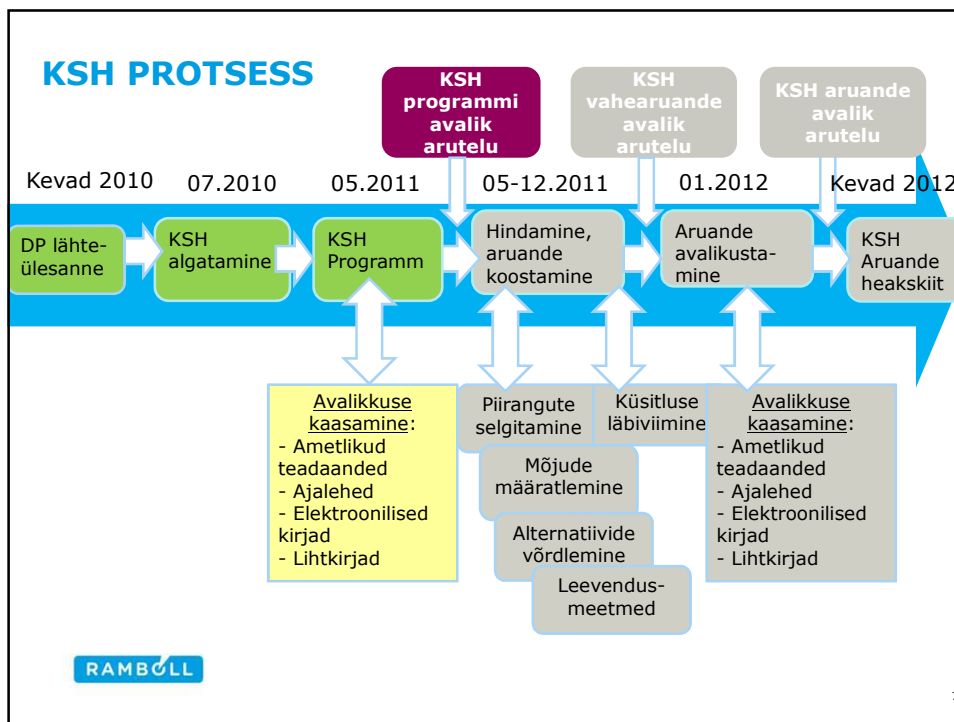 KSH PROTSESS
KSH
programmi
avalik
arutelu
KSH
vahearuande
avalik
arutelu
KSH aruande
avalik
arutelu
Kevad 2010
07.2010
05.2011
05-12.2011
01.2012
Kevad 2012
DP lähte-
ülesanne
KSH
algatamine
KSH
Programm
Hindamine,
aruande
koostamine
Aruande
avalikusta-
mine
KSH
Aruande
heakskiit
Avalikkuse
kaasamine:
- Ametlikud
teadaanded
- Ajalehed
- Elektroonilised
kirjad
- Lihtkirjad
Piirangute
selgitamine
Mõjude
määratlemine
Alternatiivide
võrdlemine
Leevendus-
meetmed
Küsitluse
läbiviimine
Avalikkuse
kaasamine:
- Ametlikud
teadaanded
- Ajalehed
- Elektroonilised
kirjad
- Lihtkirjad
RAMBOLL